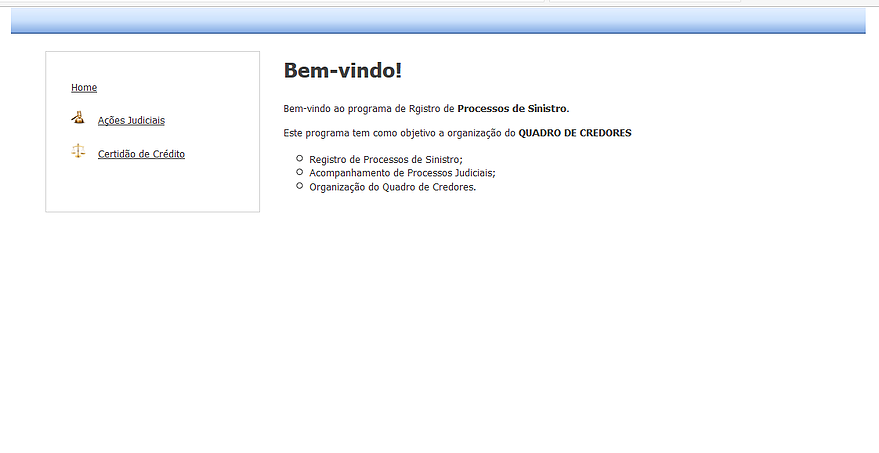 Home
Ações Judiciais
Certidão de Crédito
Bem-vindo!
Bem-vindo ao programa de Rgistro de Processos de Sinistro.
Este programa tem como objetivo a organização do QUADRO DE CREDORES
Registro de Processos de Sinistro;
Acompanhamento de Processos Judiciais;
Organização do Quadro de Credores.